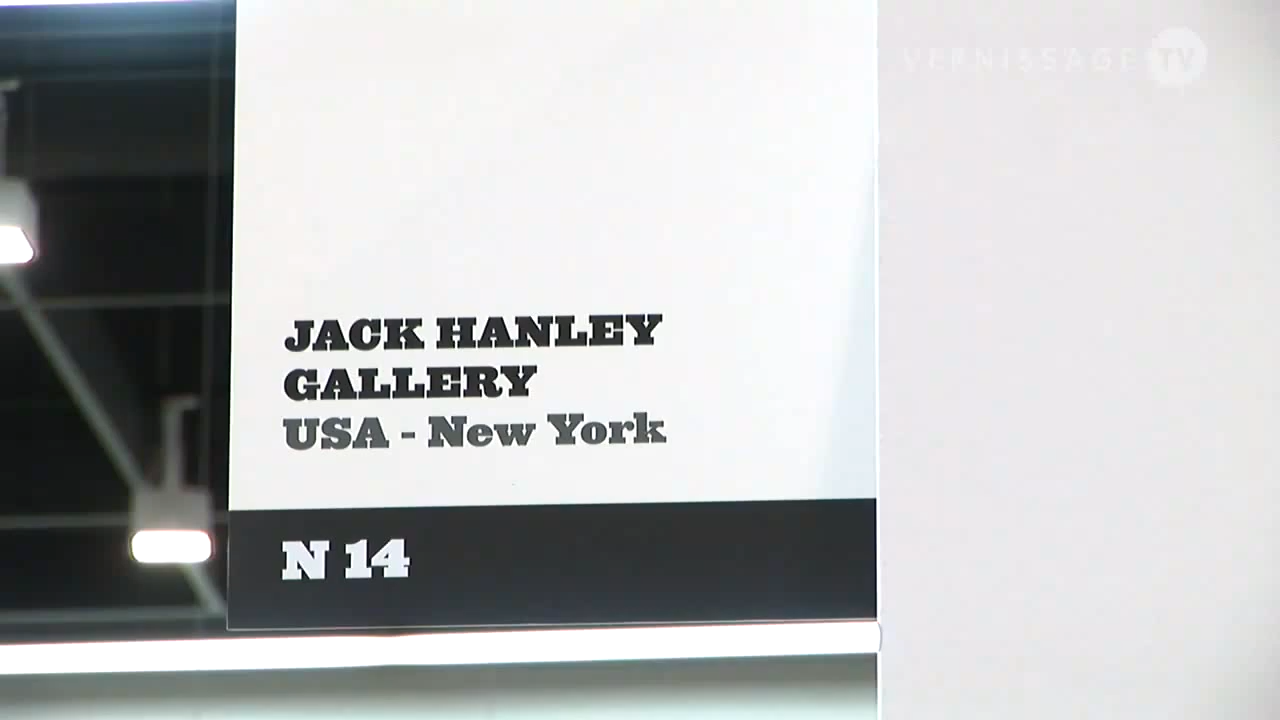 VERNISSAGE TV
JACK HANLEY
GALLERY
USA - New York
N 14